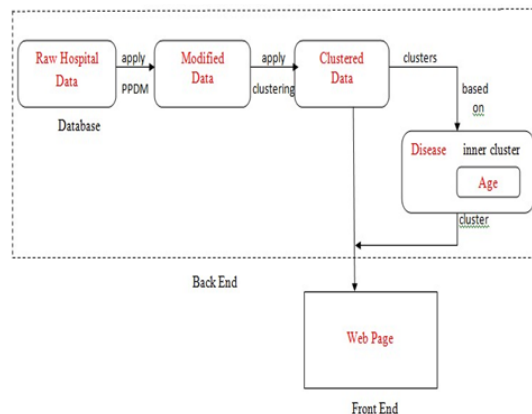 Raw Hospital
Data
apply
PPDM
Modified
Data
apply
clustering
Clustered
Data
clusters
based
on
Database
Disease
inner cluster
Age
cluster
Back End
Web Page
Front End